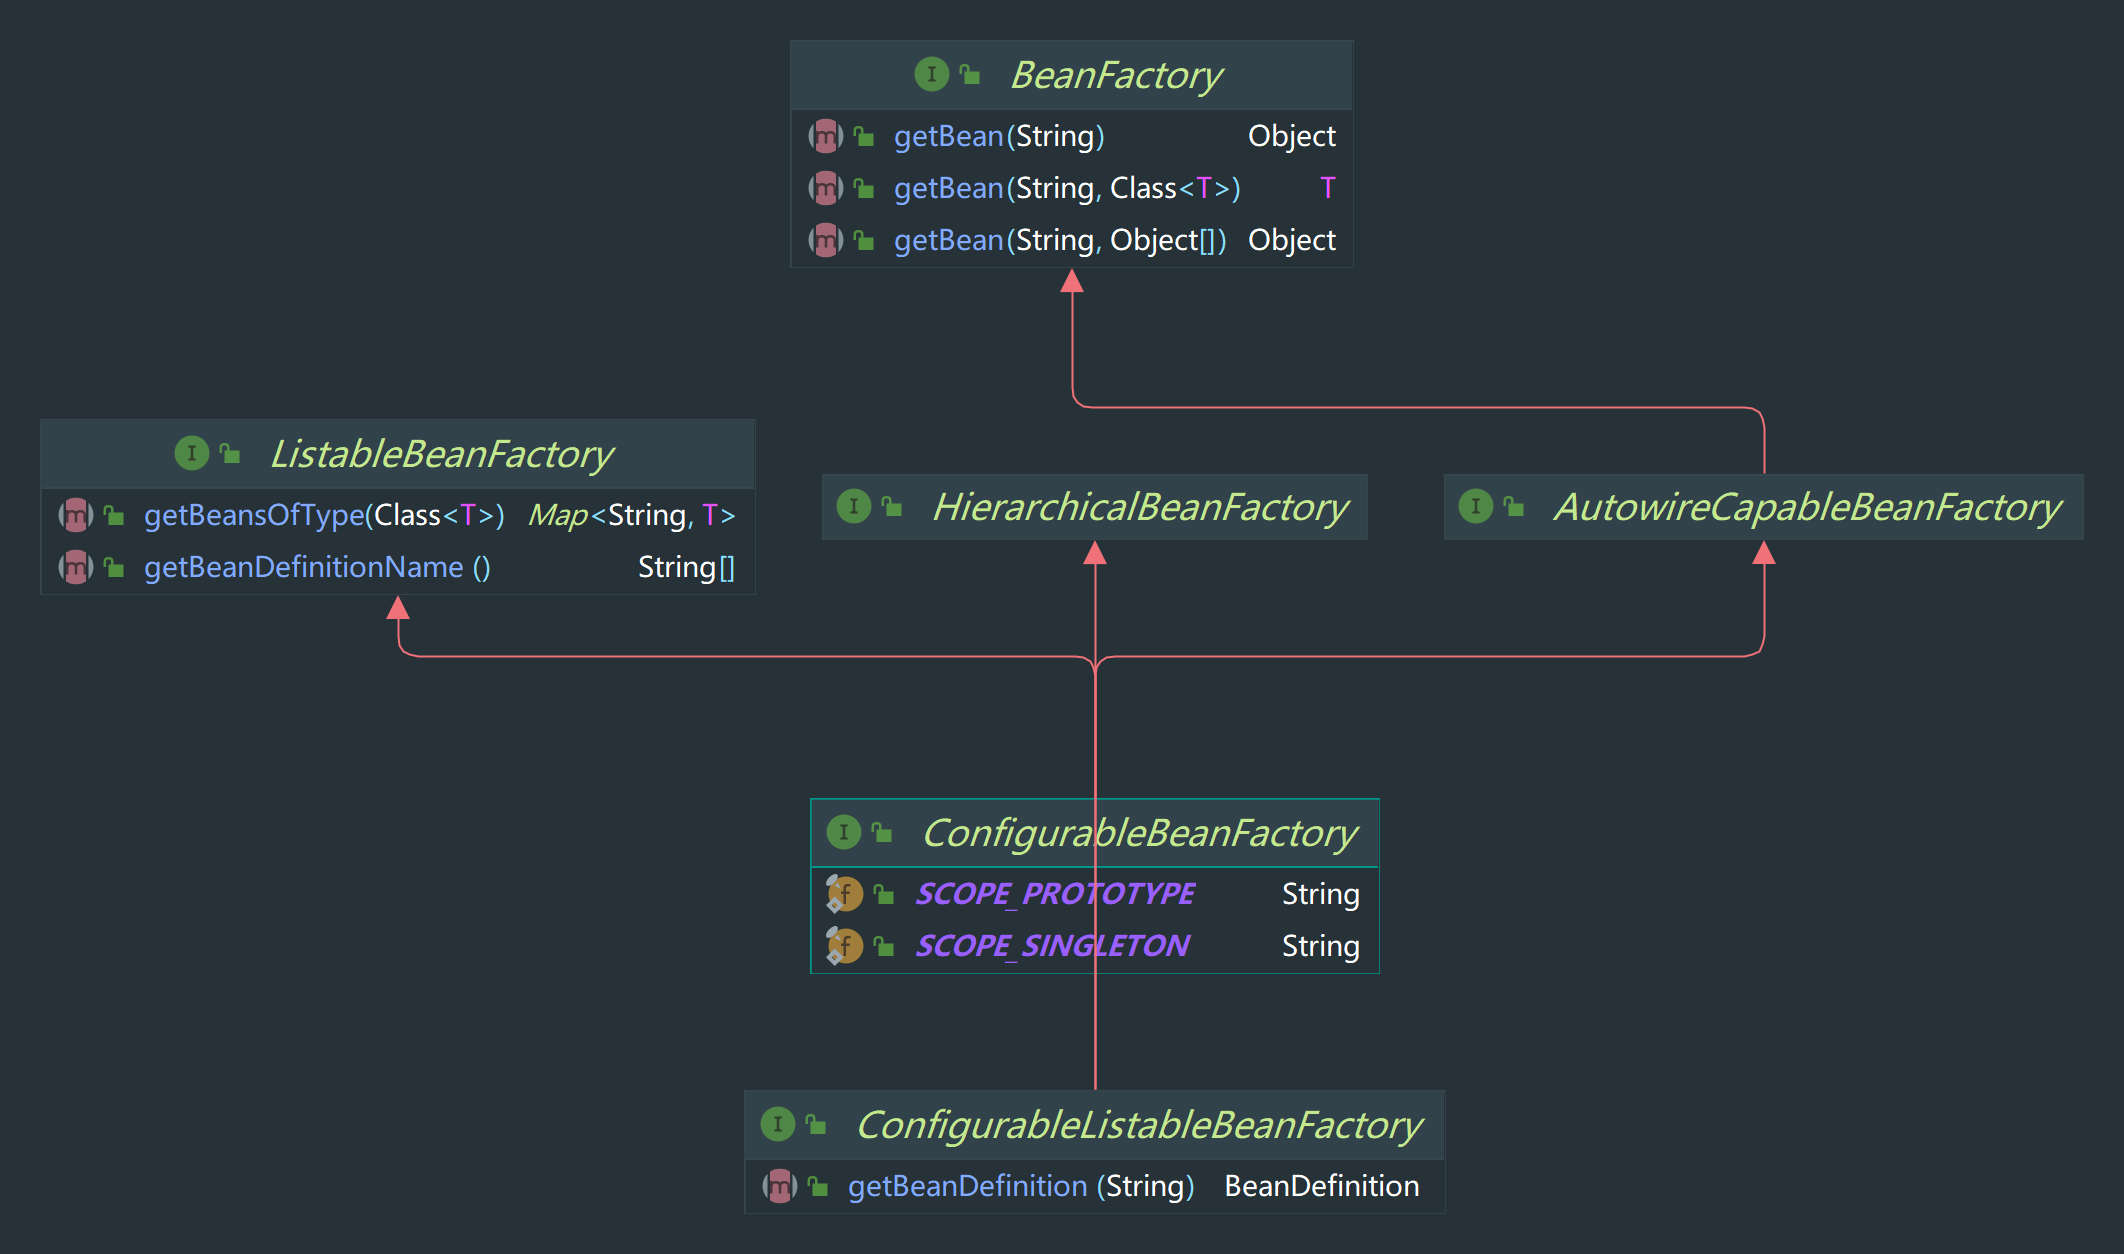 BeanFactory
getBean(String) Object
getBean(String, Class<T>) T
getBean(String, Object[]) Object
ListableBeanFactory
getBeansOfType(Class<T>) Map<String, T>
getBeanDefinitionName () String[]
HierarchicalBeanFactory
AutowireCapableBeanFactory
ConfigurableBeanFactory
SCOPE_PROTOTYPE String
SCOPE_SINGLETON String
ConfigurableListableBeanFactory
getBeanDefinition (String) BeanDefinition